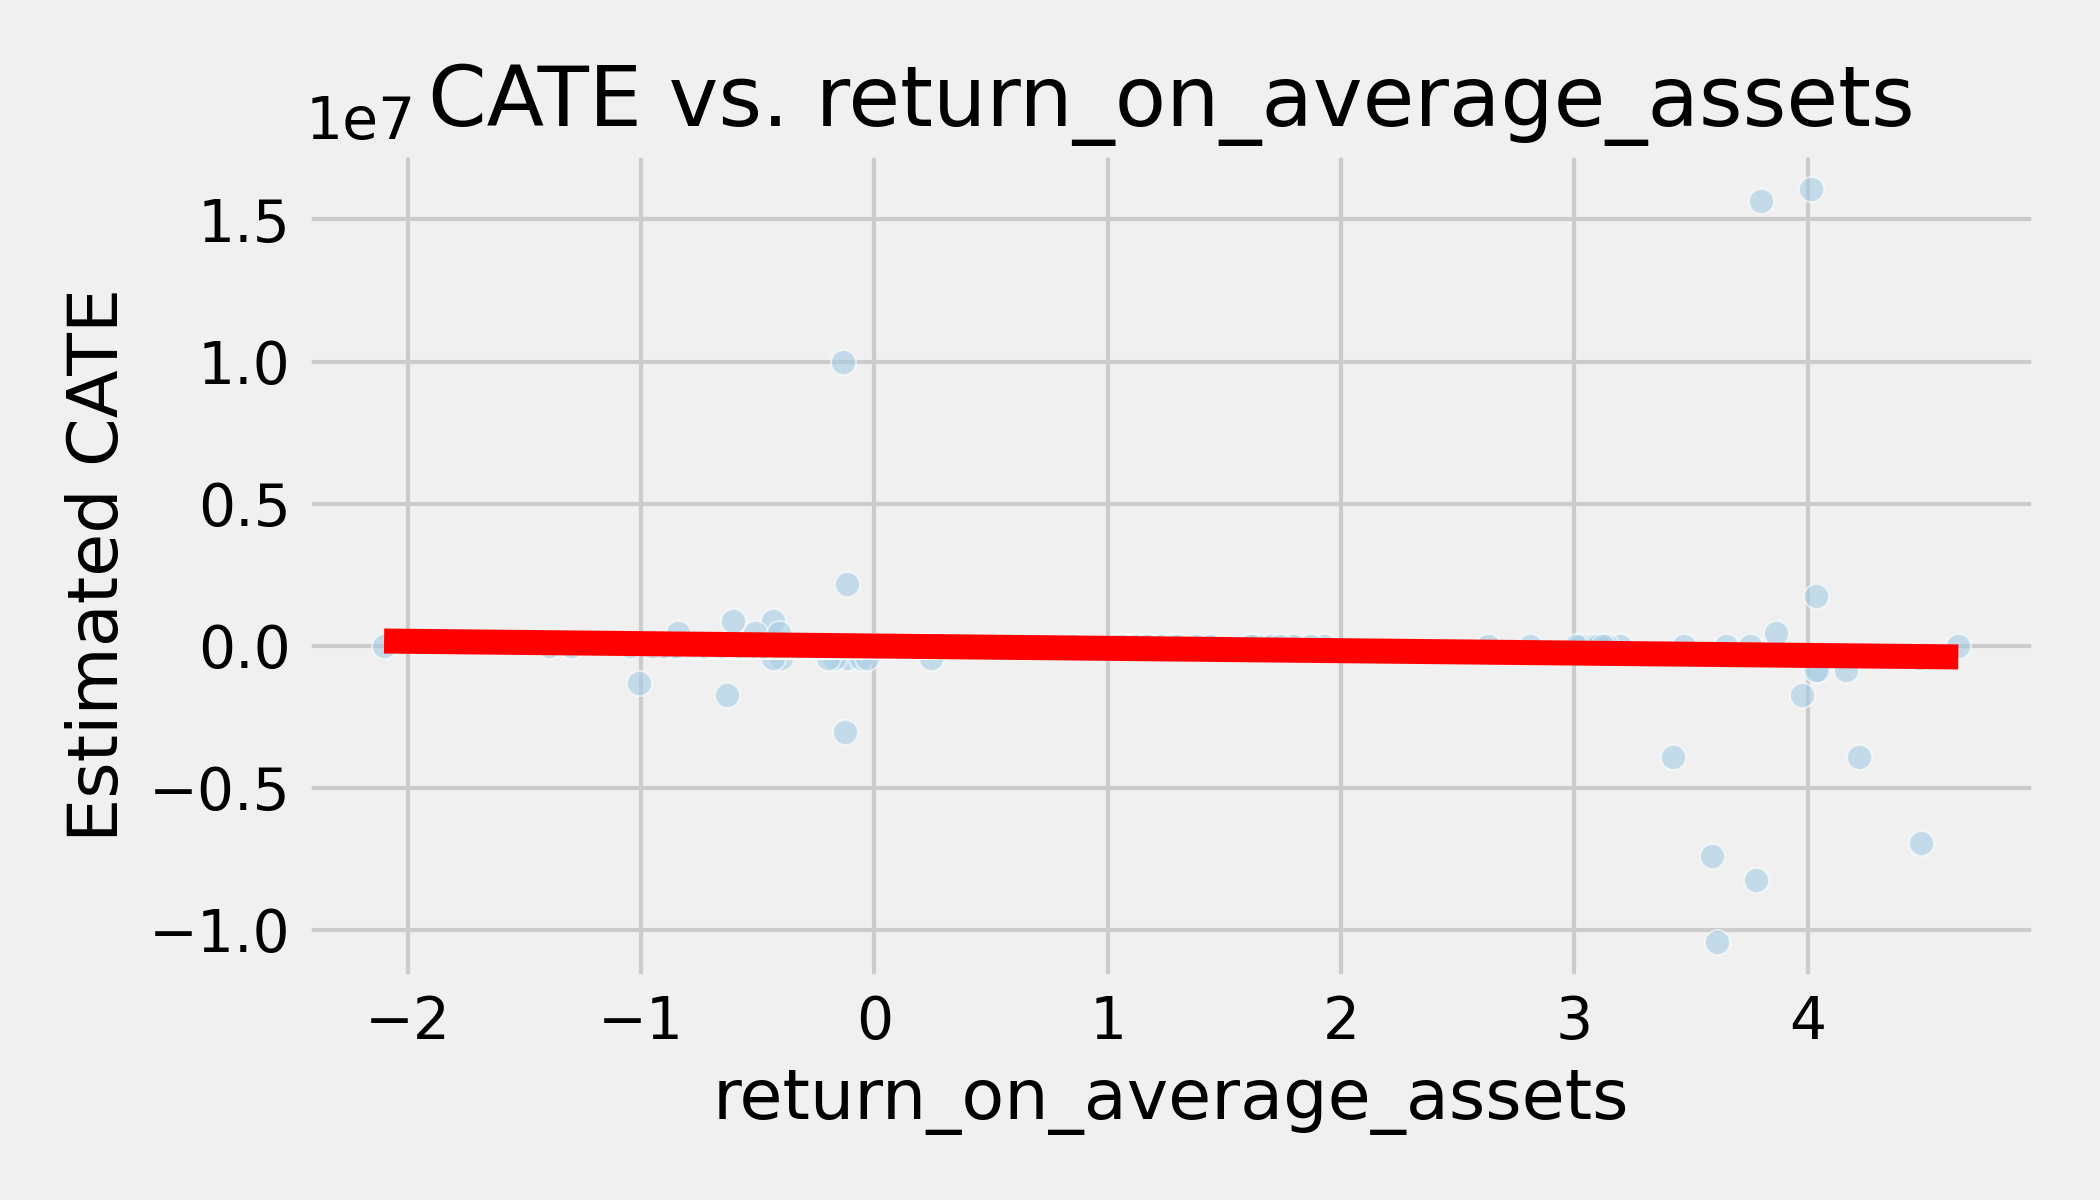 CATE vs. return_on_average_assets
1e7
1.5
1.0
0.5
0.0
−0.5
−1.0
Estimated CATE
−2 −1 0 1 2 3 4
return_on_average_assets